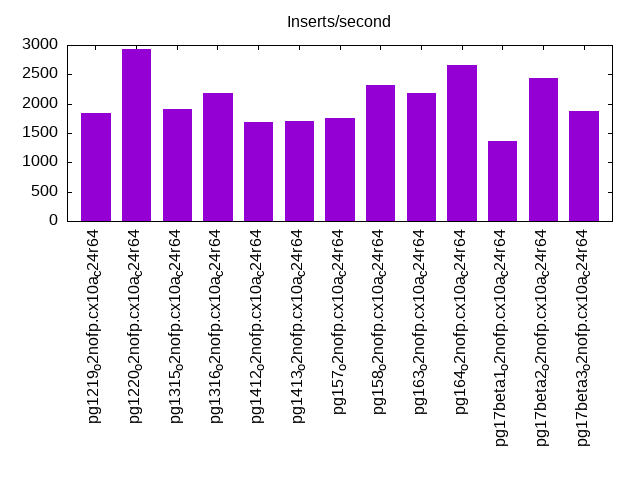 Inserts/second
3000
2500
2000
1500
1000
500
0
pg1219o2nofp.cx10ac24r64
pg1220o2nofp.cx10ac24r64
pg1315o2nofp.cx10ac24r64
pg1316o2nofp.cx10ac24r64
pg1412o2nofp.cx10ac24r64
pg1413o2nofp.cx10ac24r64
pg157o2nofp.cx10ac24r64
pg158o2nofp.cx10ac24r64
pg163o2nofp.cx10ac24r64
pg164o2nofp.cx10ac24r64
pg17beta1o2nofp.cx10ac24r64
pg17beta2o2nofp.cx10ac24r64
pg17beta3o2nofp.cx10ac24r64